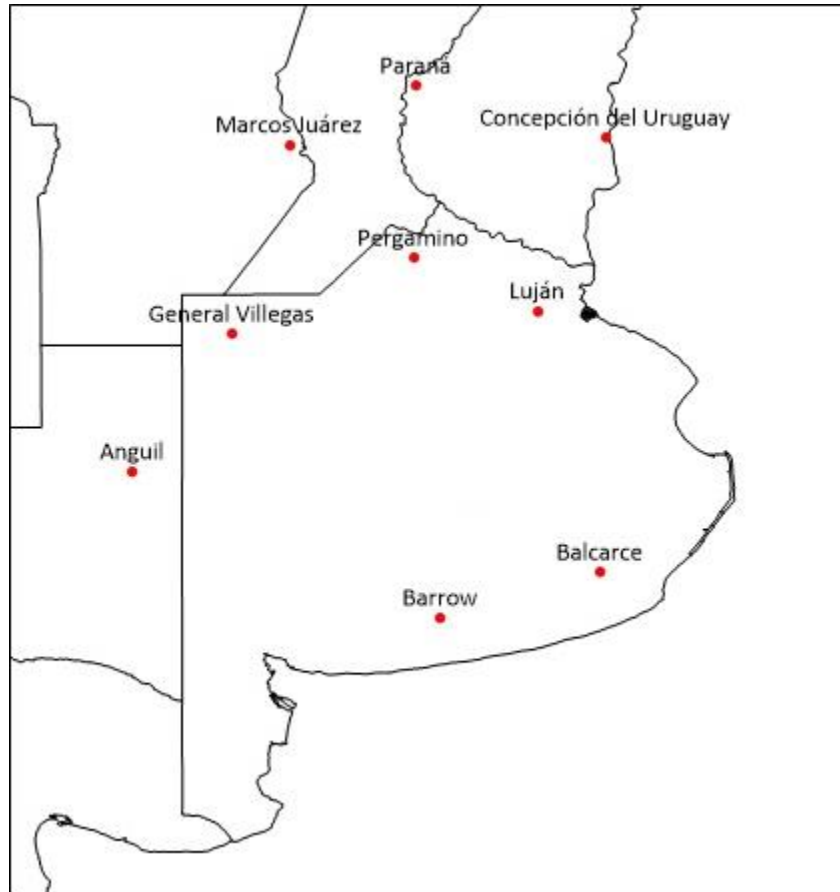 Paraná
Concepción del Uruguay
Marcos Juárez
Pergamino
Luján
General Villegas
Anguil
Balcarce
Barrow